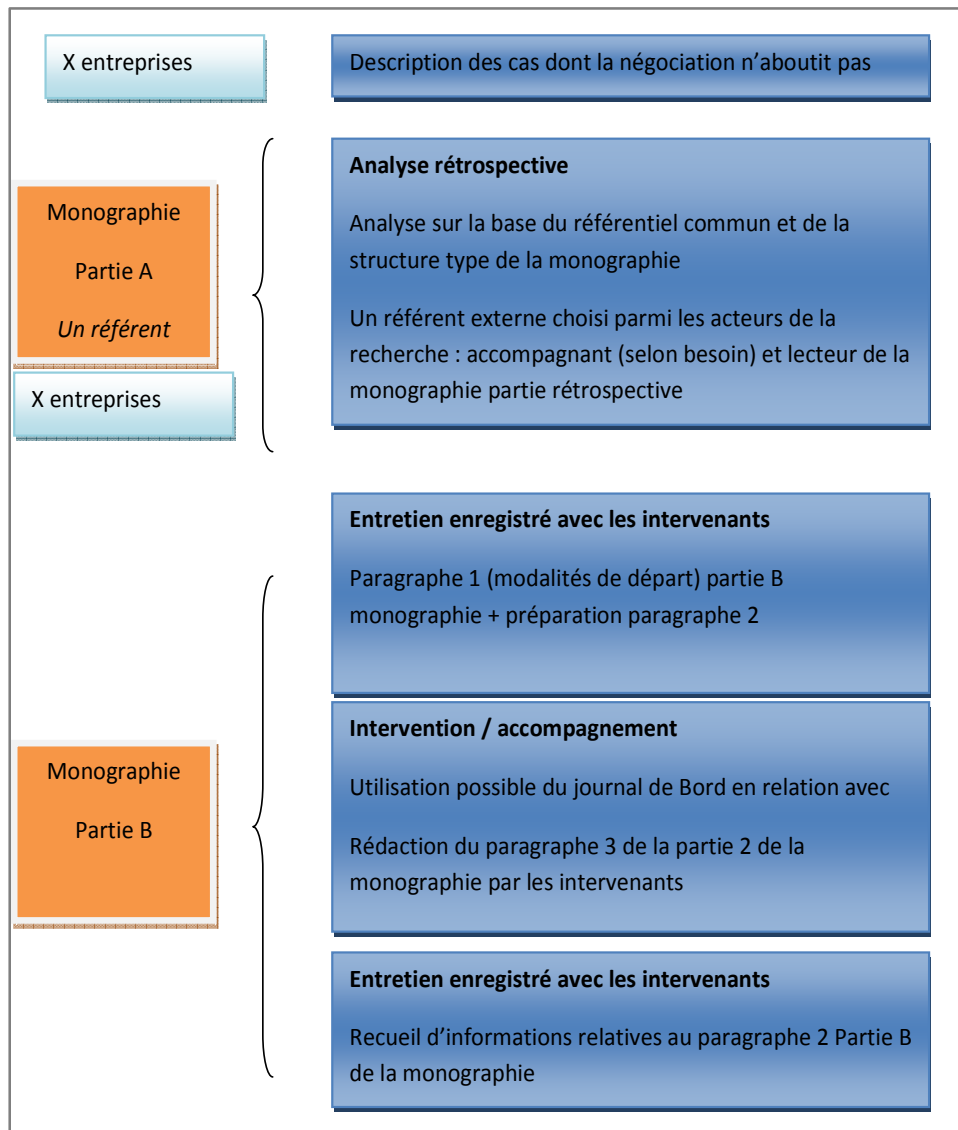 X entreprises
Description des cas dont la négociation n’aboutit pas
Monographie
Partie A
Un référent
X entreprises
Analyse rétrospective
Analyse sur la base du référentiel commun et de la
structure type de la monographie
Un référent externe choisi parmi les acteurs de la
recherche : accompagnant (selon besoin) et lecteur de la
monographie partie rétrospective
Monographie
Partie B
Entretien enregistré avec les intervenants
Paragraphe 1 (modalités de départ) partie B
monographie + préparation paragraphe 2
Intervention / accompagnement
Utilisation possible du journal de Bord en relation avec
Rédaction du paragraphe 3 de la partie 2 de la
monographie par les intervenants
Entretien enregistré avec les intervenants
Recueil d’informations relatives au paragraphe 2 Partie B
de la monographie